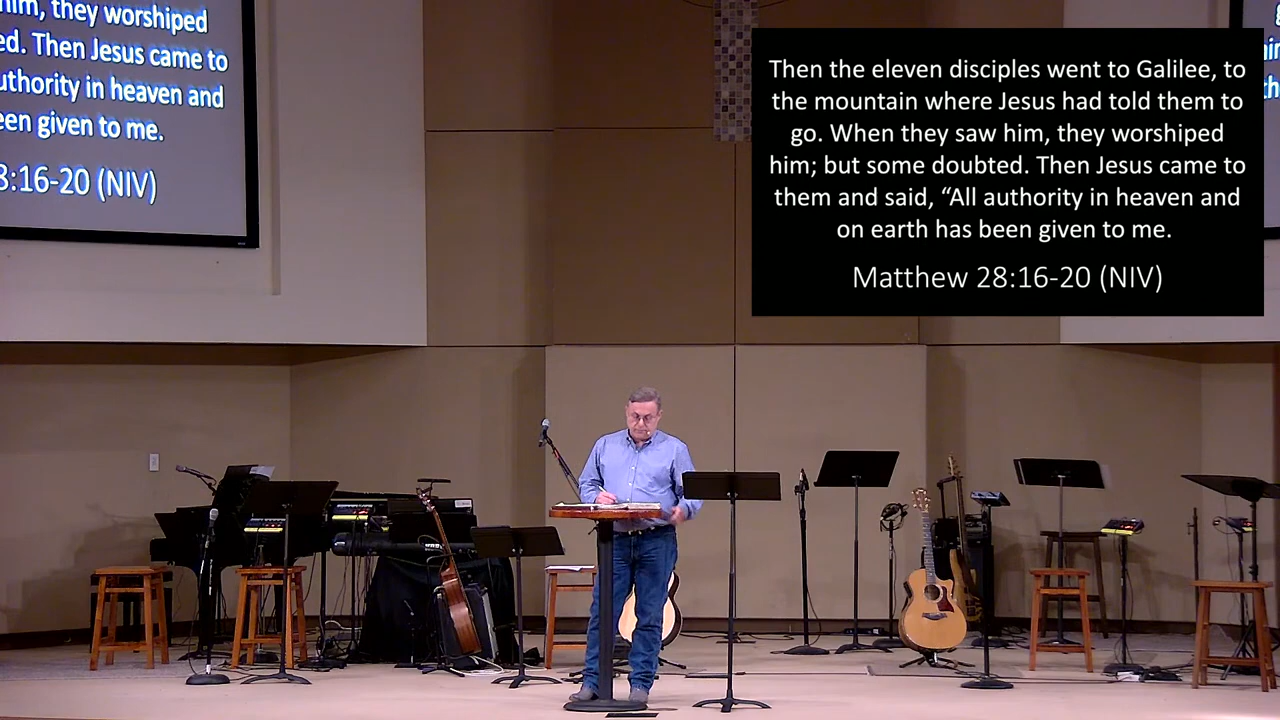 him, they worshiped
ed. Then Jesus came to
uthority in heaven and
een given to me.
8:16-20 (NIV)
Then the eleven disciples went to Galilee, to
the mountain where Jesus had told them to
go. When they saw him, they worshiped
him; but some doubted. Then Jesus came to
them and said, “All authority in heaven and
on earth has been given to me.
Matthew 28:16-20 (NIV)